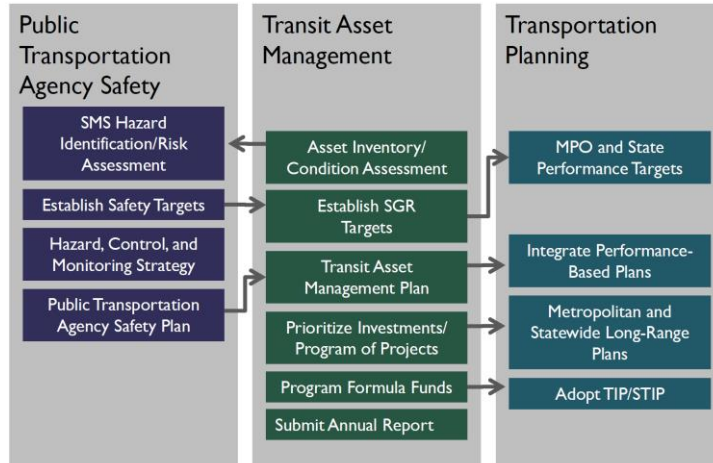 Public
Transportation
Agency Safety
SMS Hazard
Identification/Risk
Assessment
Establish Safety Targets
Hazard, Control, and
Monitoring Strategy
Public Transportation
Agency Safety Plan
Transit Asset
Management
Asset Inventory/
Condition Assessment
Establish SGR
Targets
Transit Asset
Management Plan
Prioritize Investments/
Program of Projects
Program Formula Funds
Submit Annual Report
Transportation
Planning
MPO and State
Performance Targets
Integrate Performance-
Based Plans
Metropolitan and
Statewide Long-Range
Plans
Adopt TIP/STIP